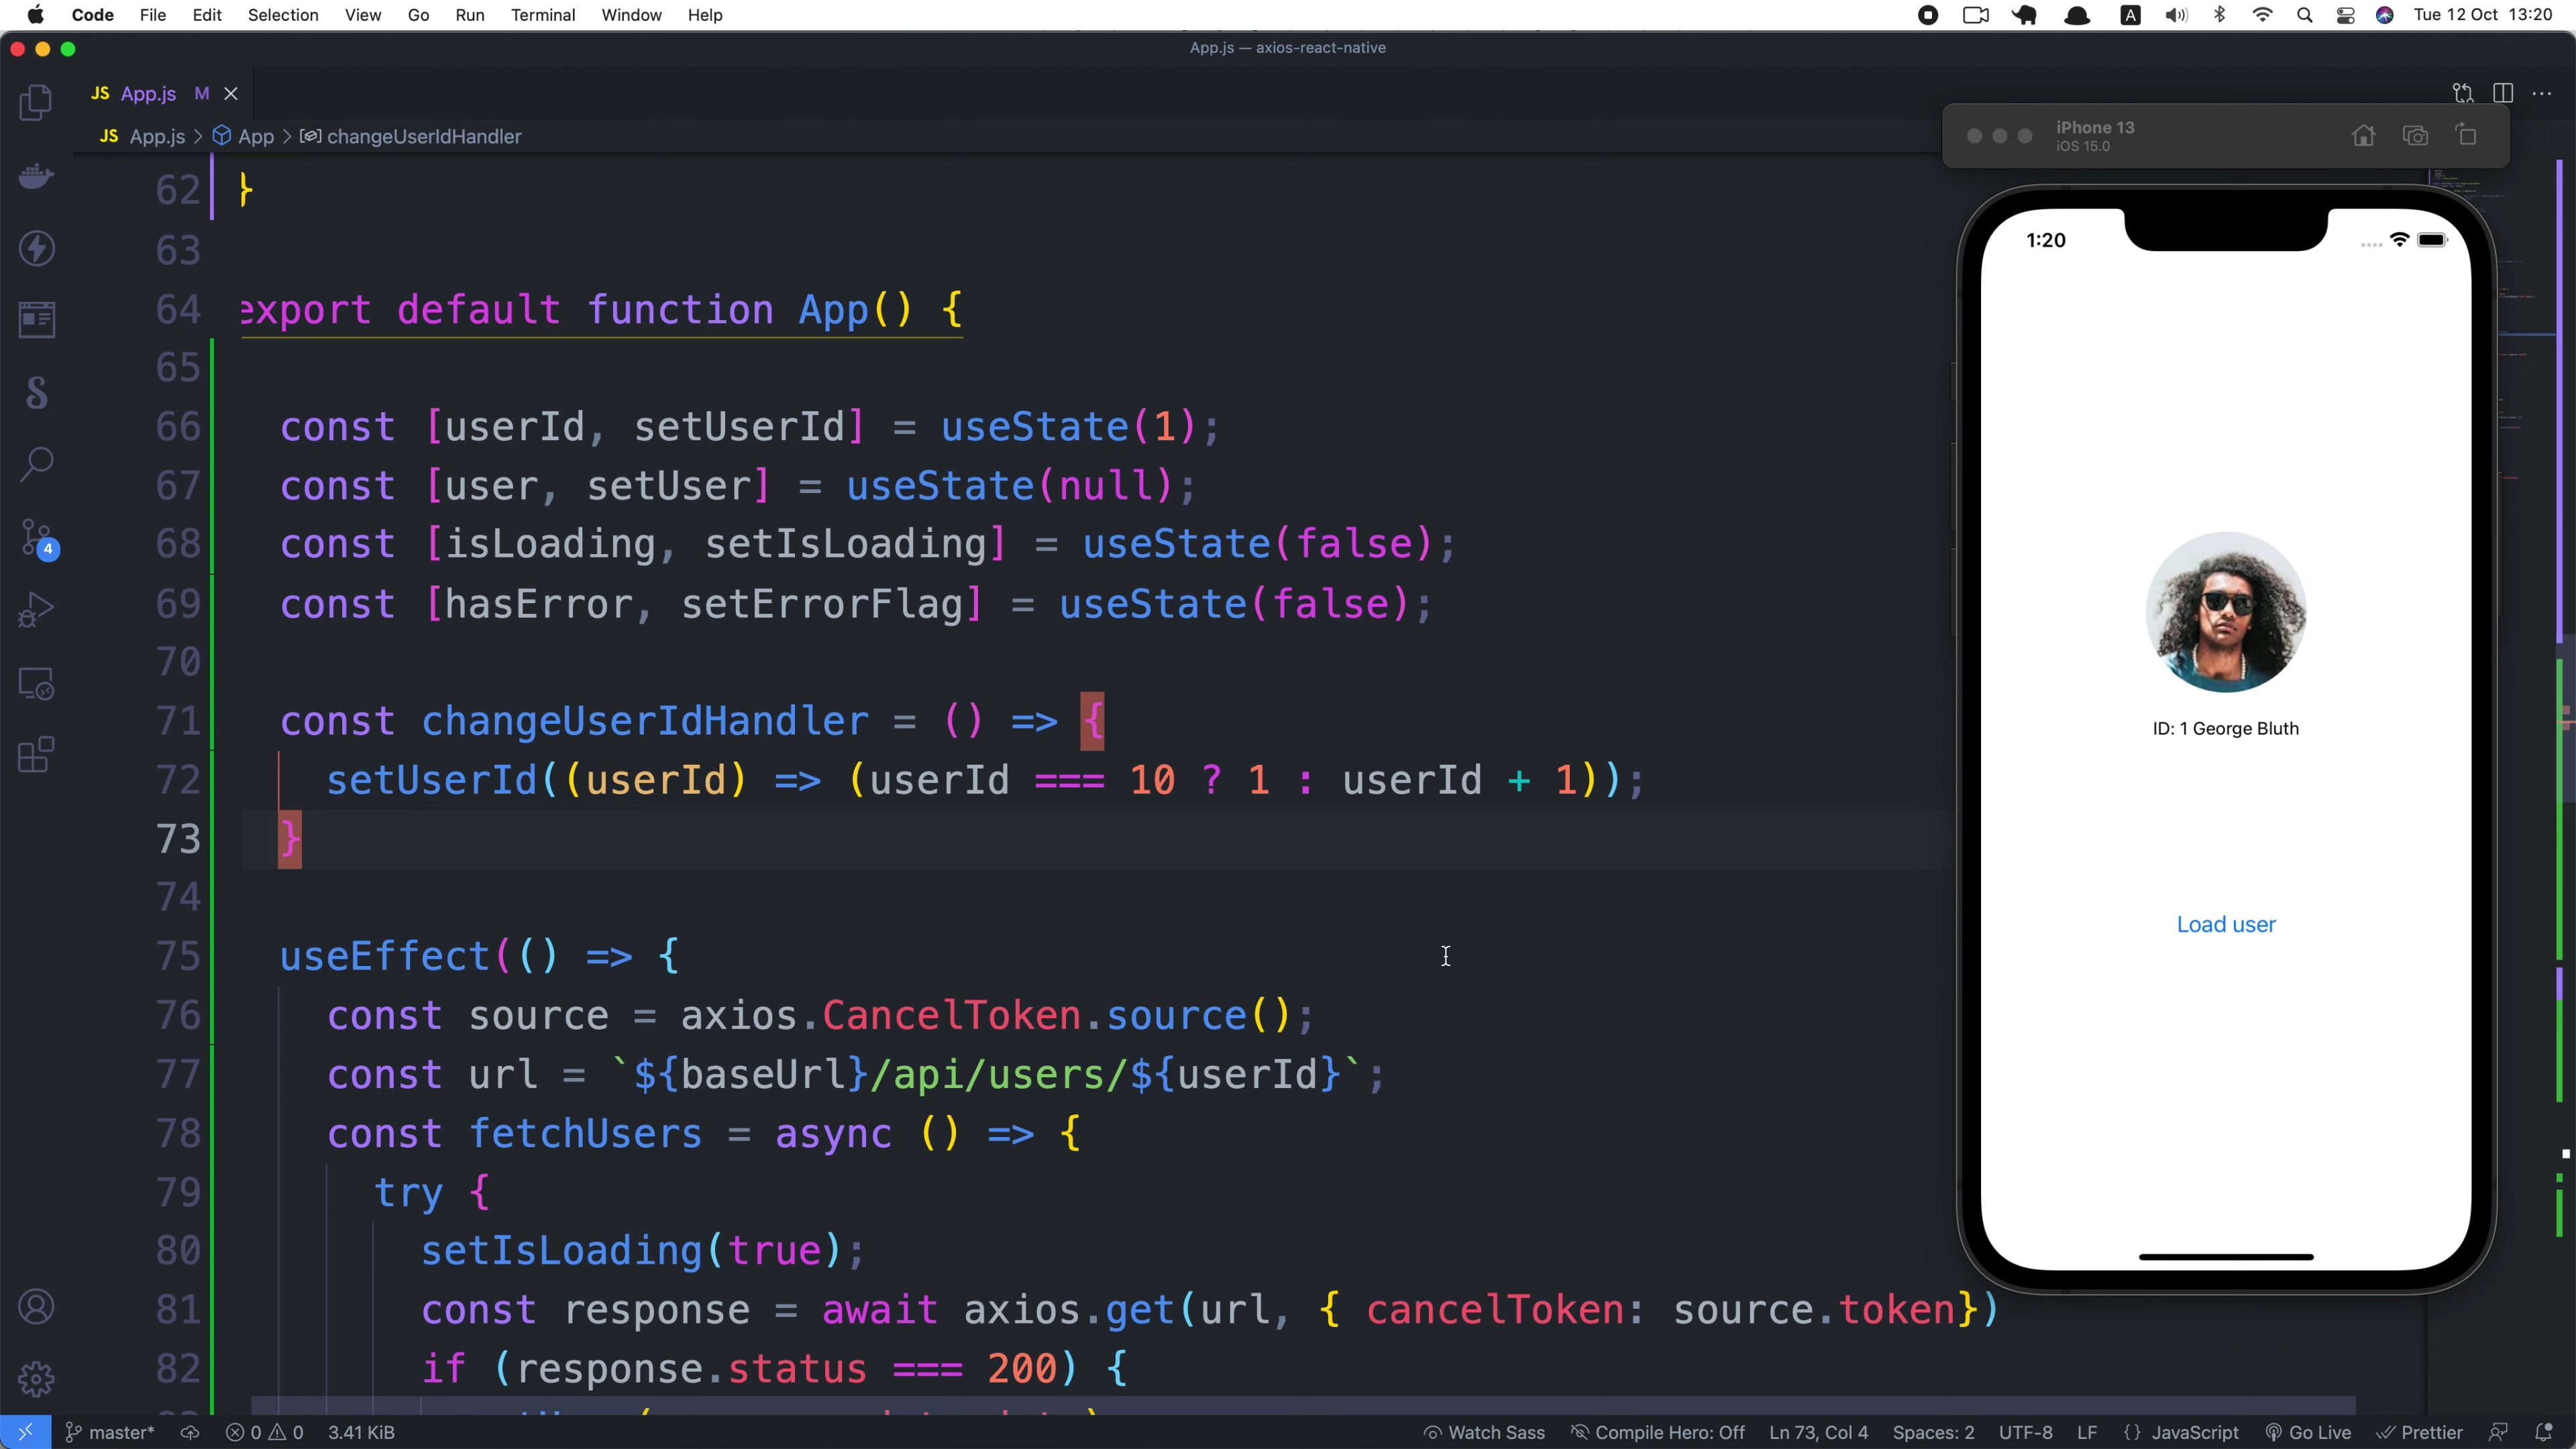 Code File Edit Selection View Go Run Terminal Window Help
A Tue 12 Oct 13:20
App.js — axios-react-native
JS App.js M
JS App.js > App > changeUserIdHandler
iPhone 13
iOS 15.0
62 }
63
64 export default function App() {
65
66 const [userId, setUserId] = useState(1);
67 const [user, setUser] = useState(null);
68 const [isLoading, setIsLoading] = useState(false);
69 const [hasError, setErrorFlag] = useState(false);
70
71 const changeUserIdHandler = () => {
72 setUserId((userId) => (userId === 10 ? 1 : userId + 1));
73 }
74
75 useEffect(() => {
76 const source = axios.CancelToken.source();
77 const url = `${baseUrl}/api/users/${userId}`;
78 const fetchUsers = async () => {
79 try {
80 setIsLoading(true);
81 const response = await axios.get(url, { cancelToken: source.token})
82 if (response.status === 200) {
4
1:20
ID: 1 George Bluth
Load user
master* 0 0 3.41 KiB Watch Sass Compile Hero: Off Ln 73, Col 4 Spaces: 2 UTF-8 LF {} JavaScript Go Live Prettier